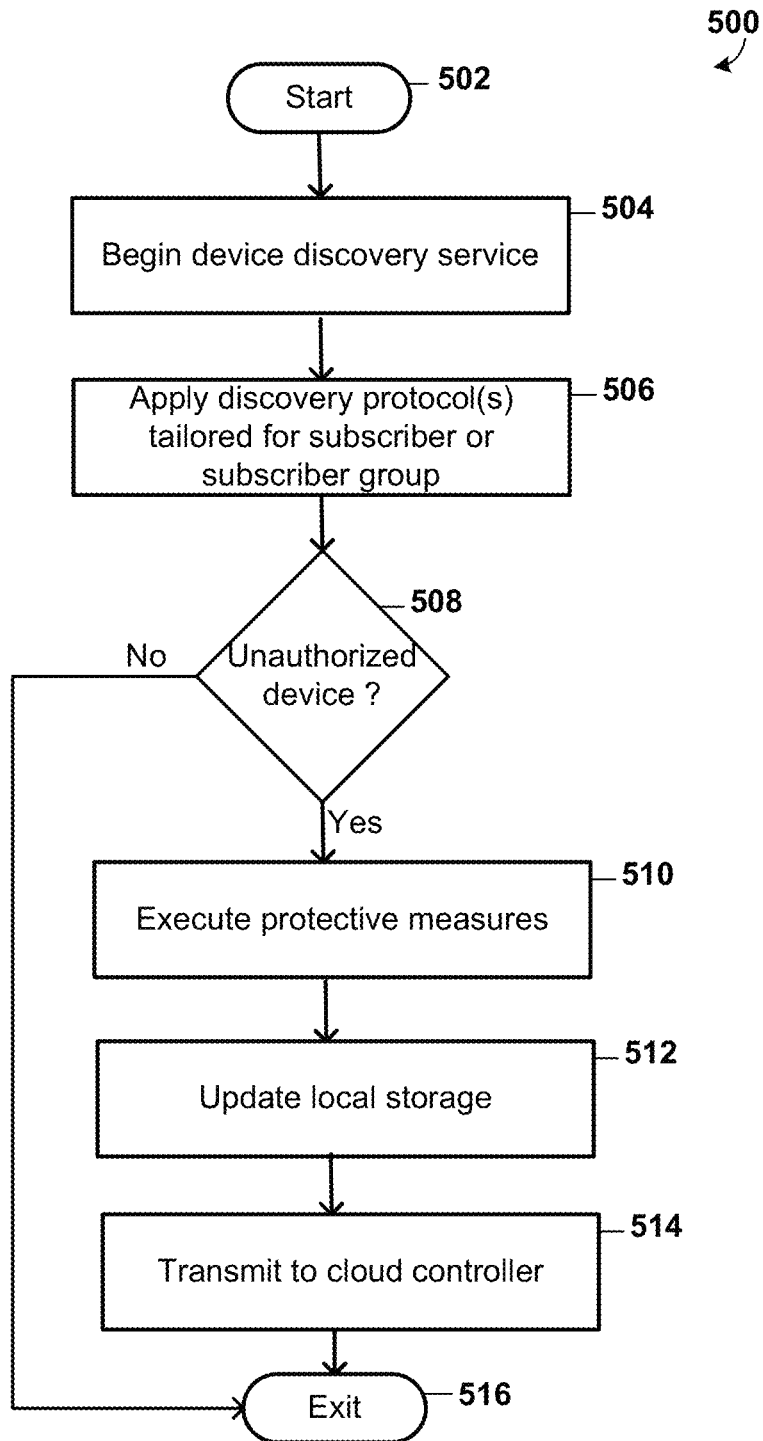 500
Start
502
Begin device discovery service
504
Apply discovery protocol(s)
tailored for subscriber or
subscriber group
506
508
No
Unauthorized
device ?
Yes
Execute protective measures
510
Update local storage
512
Transmit to cloud controller
514
Exit
516